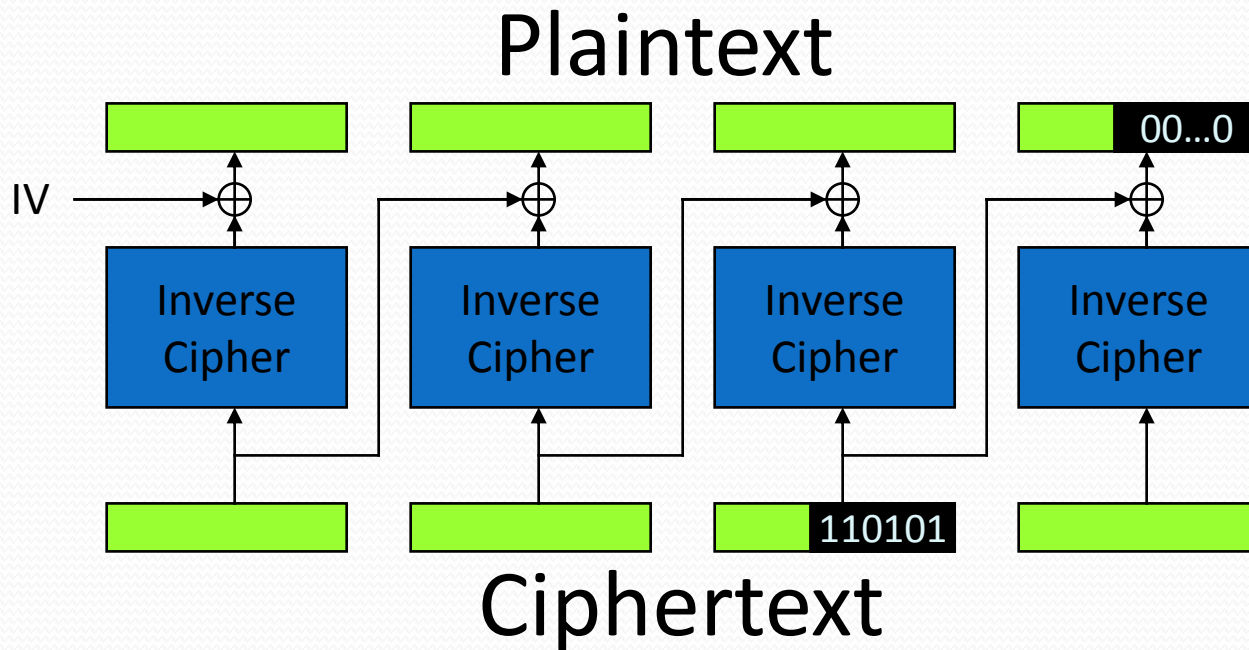 Plaintext
00...0
IV
Inverse
Cipher
Inverse
Cipher
Inverse
Cipher
Inverse
Cipher
110101
Ciphertext